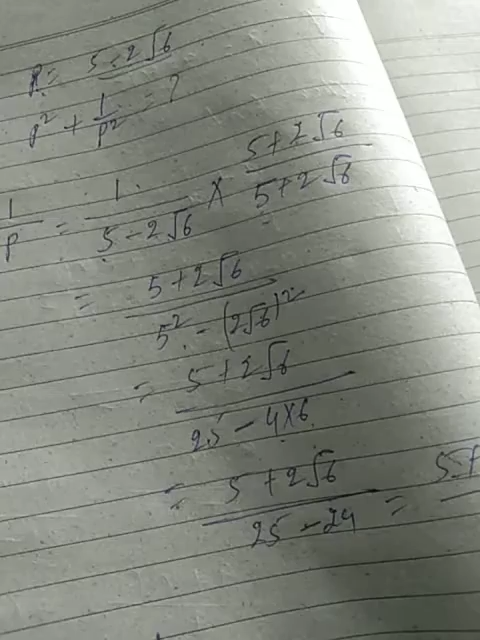 P = 5 - 2√6
P² + 1/P² = ?
1/P = 1/(5 - 2√6) × (5 + 2√6)/(5 + 2√6)
= (5 + 2√6)/(5² - (2√6)²)
= (5 + 2√6)/(25 - 4×6)
= (5 + 2√6)/(25 - 24) = 5 +